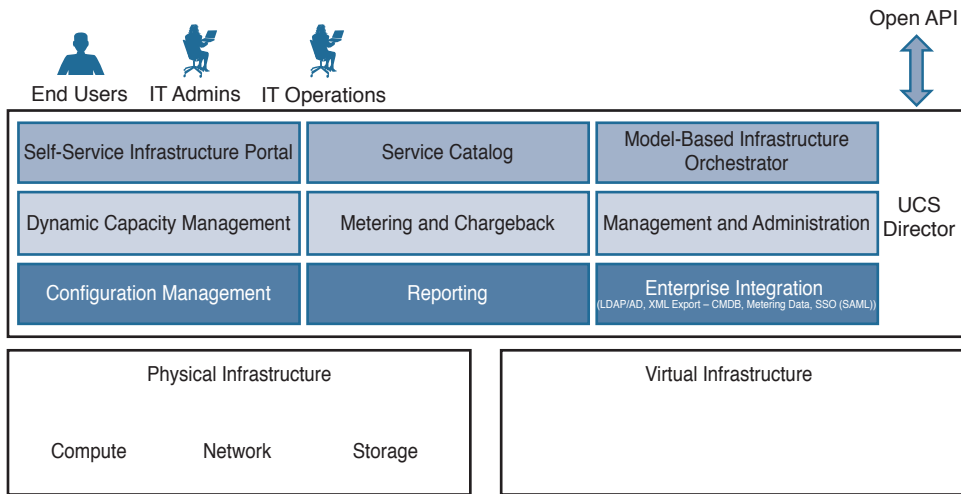 Open API
End Users
IT Admins
IT Operations
Self-Service Infrastructure Portal
Service Catalog
Model-Based Infrastructure
Orchestrator
Dynamic Capacity Management
Metering and Chargeback
Management and Administration
UCS
Director
Configuration Management
Reporting
Enterprise Integration
(LDAP/AD, XML Export – CMDB, Metering Data, SSO (SAML))
Physical Infrastructure
Virtual Infrastructure
Compute
Network
Storage